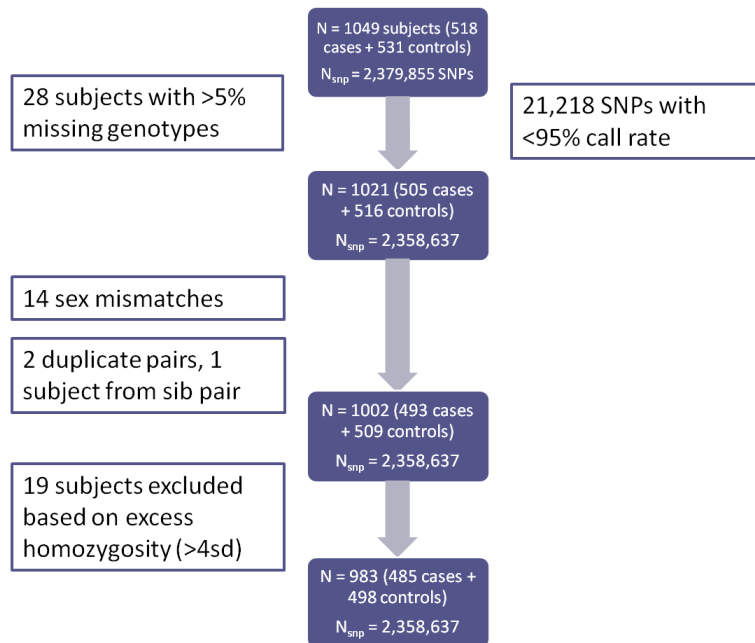 N = 1049 subjects (518
cases + 531 controls)
Nsnp = 2,379,855 SNPs
28 subjects with >5%
missing genotypes
21,218 SNPs with
<95% call rate
N = 1021 (505 cases
+ 516 controls)
Nsnp = 2,358,637
14 sex mismatches
2 duplicate pairs, 1
subject from sib pair
N = 1002 (493 cases
+ 509 controls)
Nsnp = 2,358,637
19 subjects excluded
based on excess
homozygosity (>4sd)
N = 983 (485 cases +
498 controls)
Nsnp = 2,358,637